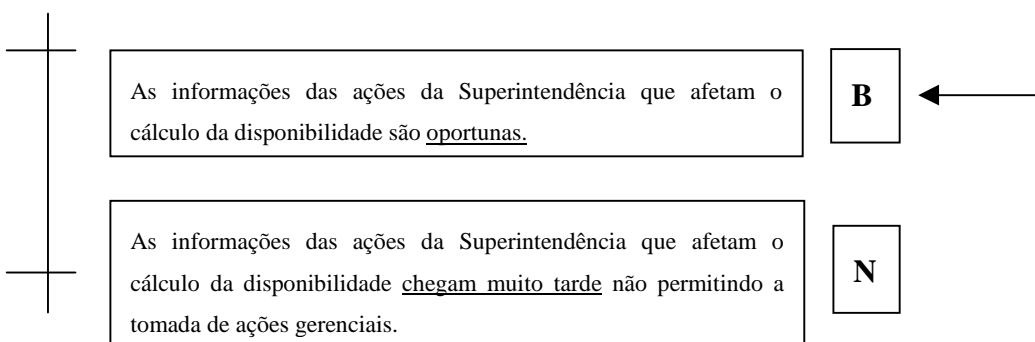 As informações das ações da Superintendência que afetam o
cálculo da disponibilidade são oportunas.
B
As informações das ações da Superintendência que afetam o
cálculo da disponibilidade chegam muito tarde não permitindo a
tomada de ações gerenciais.
N